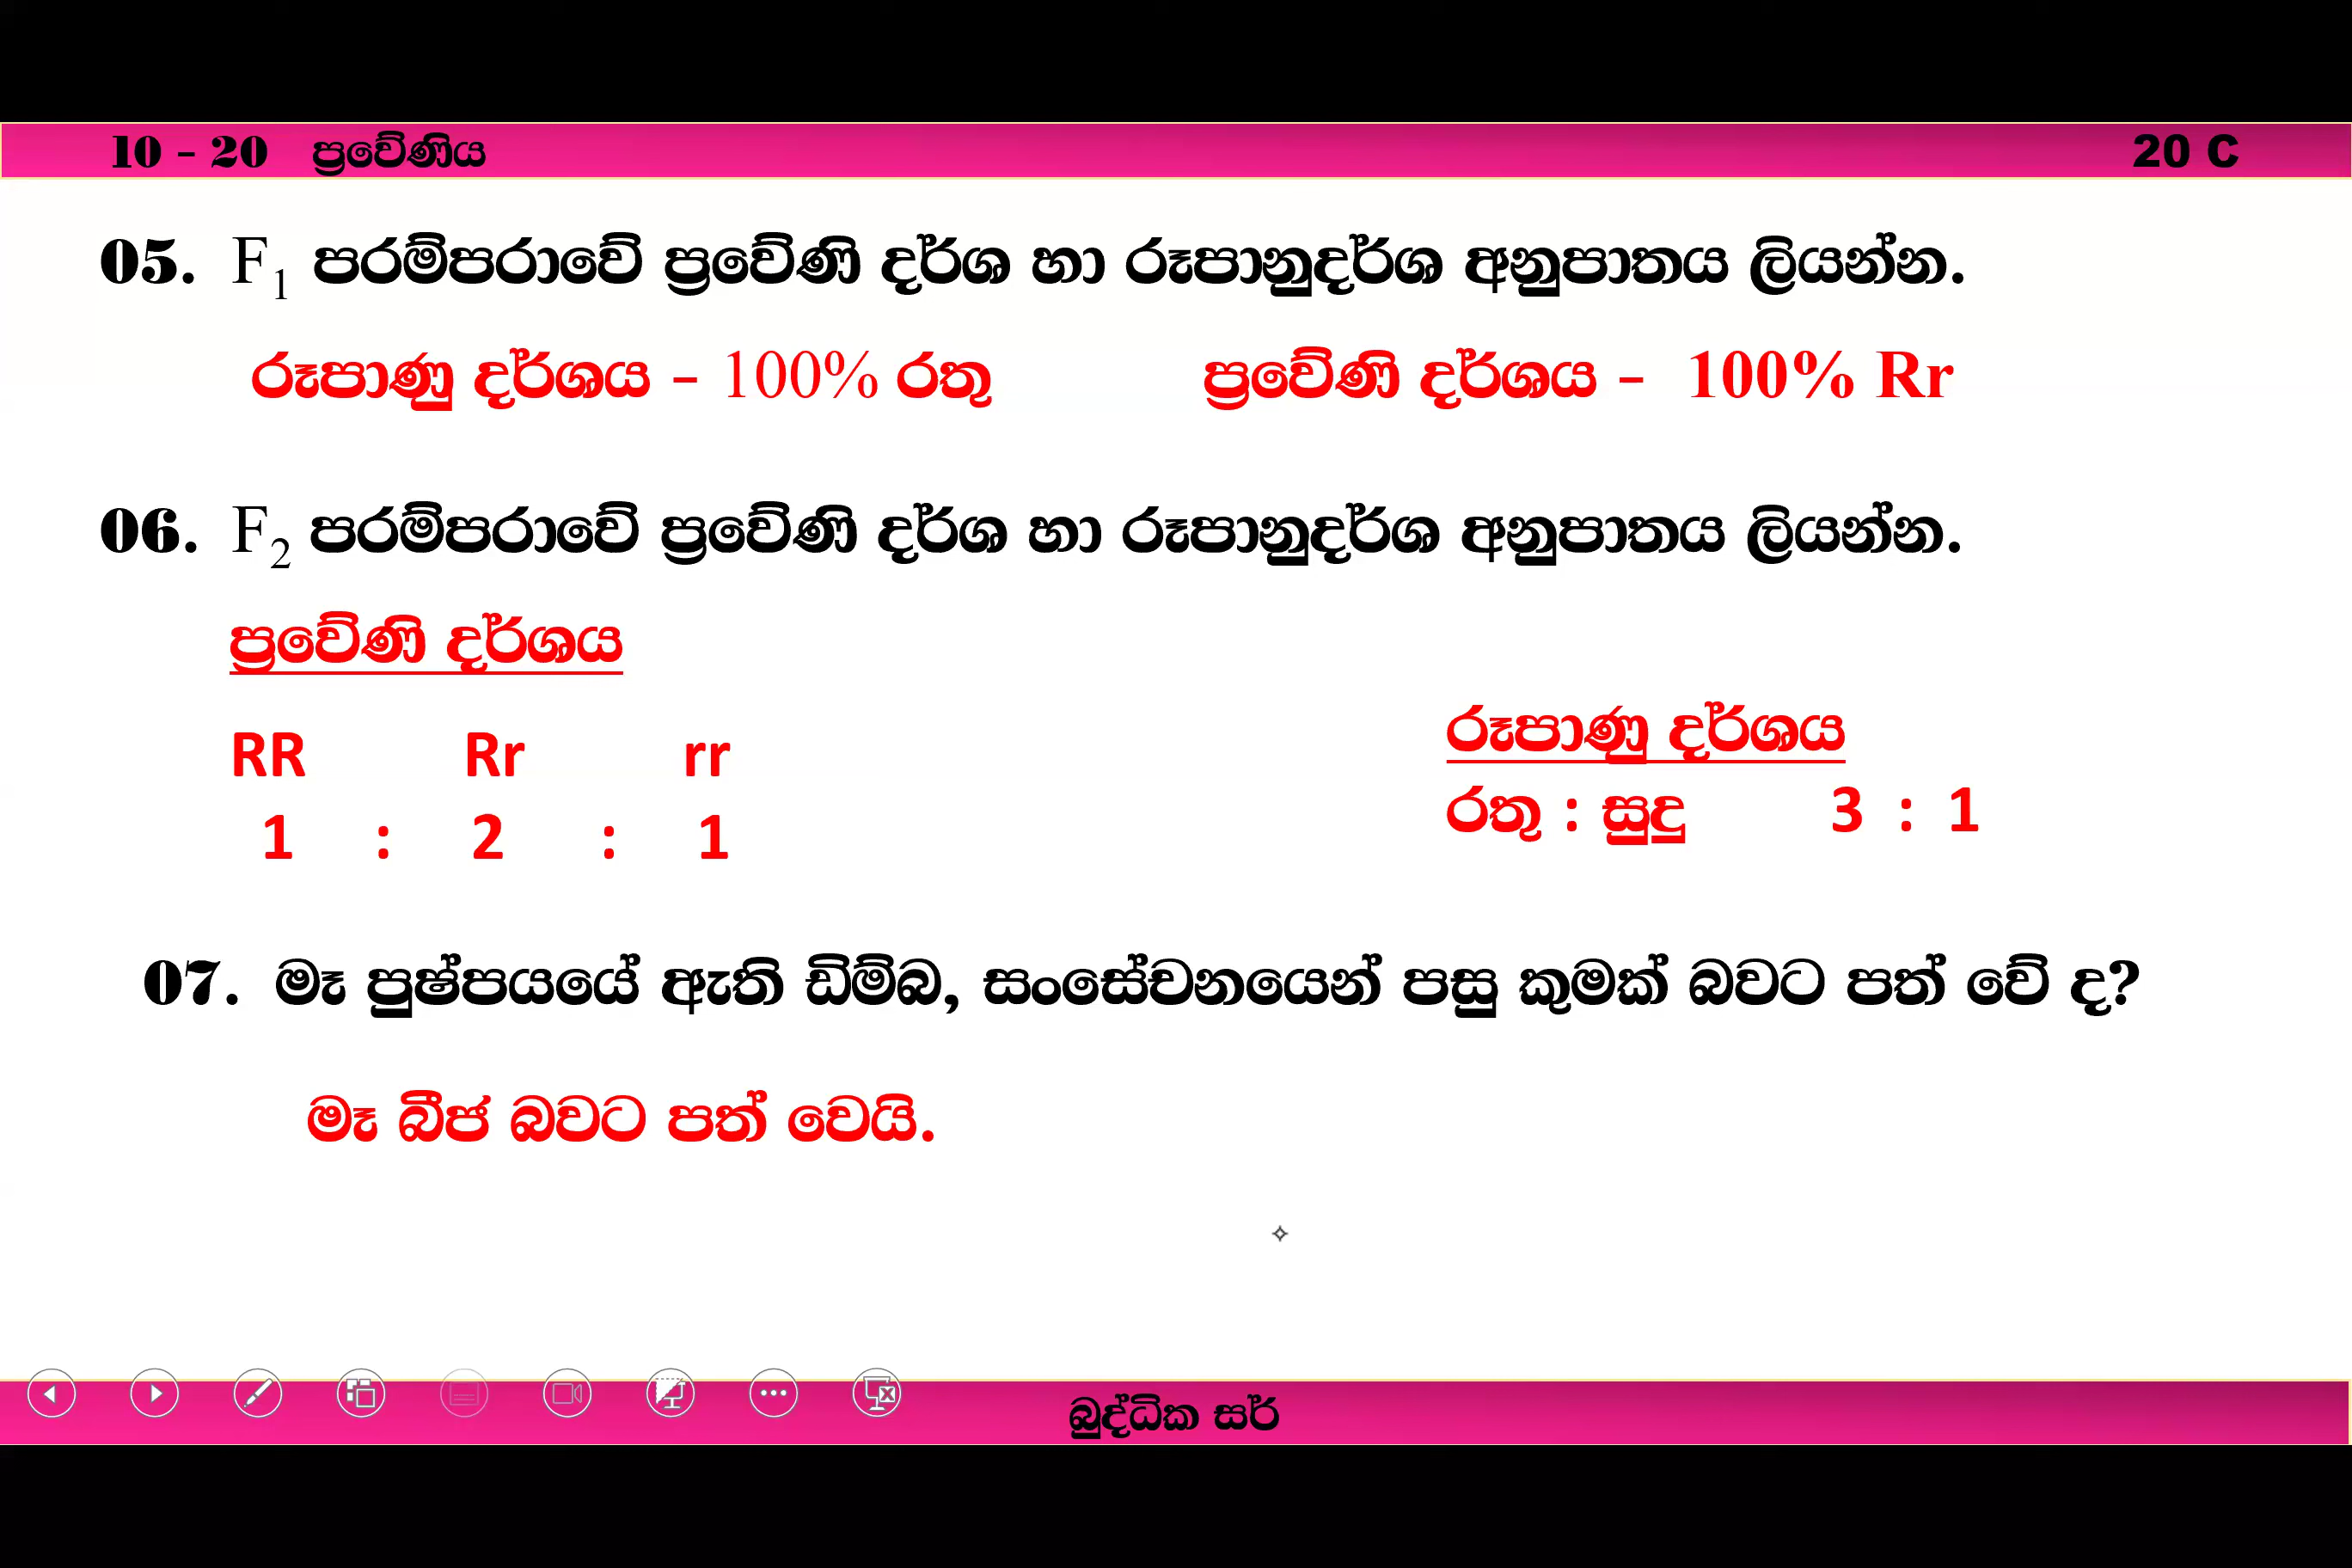 10 - 20 ප්‍රවේණිය 20 C
05. F₁ පරම්පරාවේ ප්‍රවේණි දර්ශ හා රූපානුදර්ශ අනුපාතය ලියන්න.
රූපාණු දර්ශය - 100% රතු ප්‍රවේණි දර්ශය - 100% Rr
06. F₂ පරම්පරාවේ ප්‍රවේණි දර්ශ හා රූපානුදර්ශ අනුපාතය ලියන්න.
ප්‍රවේණි දර්ශය
රූපාණු දර්ශය
RR Rr rr
රතු : සුදු 3 : 1
1 : 2 : 1
07. මෑ පුෂ්පයයේ ඇති ඩිම්බ, සංසේචනයෙන් පසු කුමක් බවට පත් වේ ද?
මෑ බීජ බවට පත් වෙයි.
බුද්ධික සර්